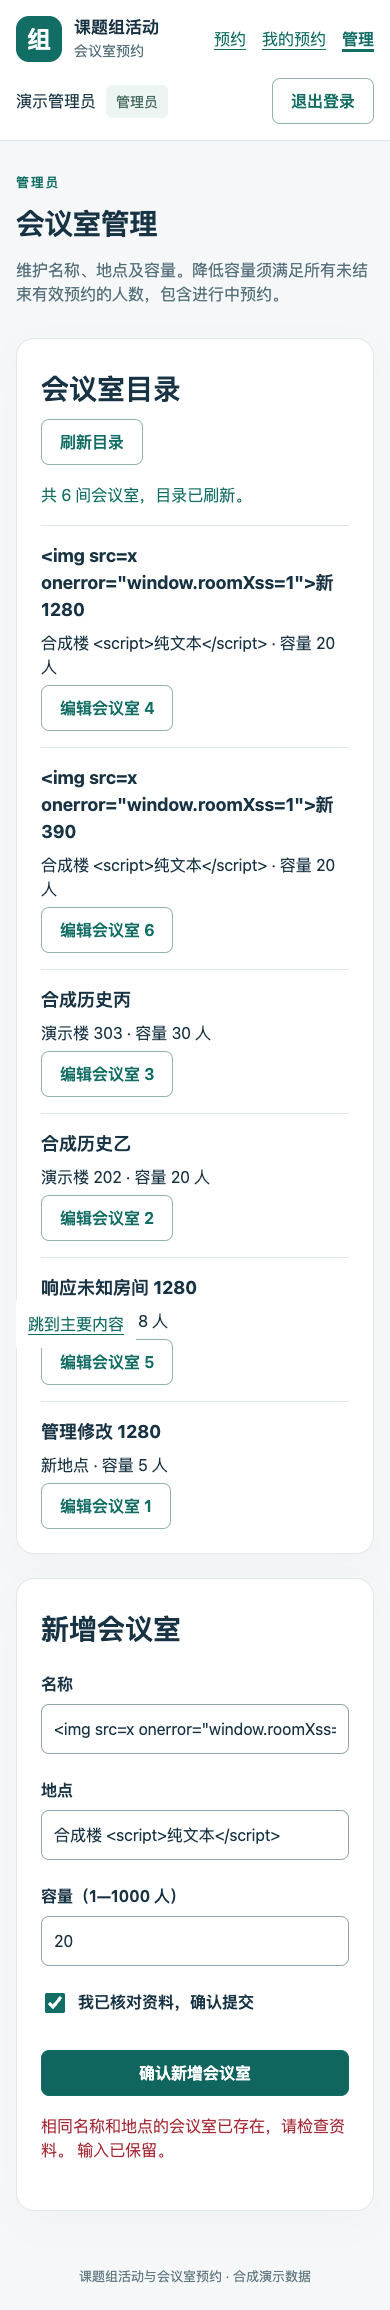 组
课题组活动
会议室预约
预约 我的预约 管理
演示管理员 管理员 退出登录
管理员
会议室管理
维护名称、地点及容量。降低容量须满足所有未结
束有效预约的人数，包含进行中预约。
会议室目录
刷新目录
共 6 间会议室，目录已刷新。
<img src=x
onerror="window.roomXss=1">新
1280
合成楼 <script>纯文本</script> · 容量 20
人
编辑会议室 4
<img src=x
onerror="window.roomXss=1">新
390
合成楼 <script>纯文本</script> · 容量 20
人
编辑会议室 6
合成历史丙
演示楼 303 · 容量 30 人
编辑会议室 3
合成历史乙
演示楼 202 · 容量 20 人
编辑会议室 2
响应未知房间 1280
跳到主要内容 8 人
编辑会议室 5
管理修改 1280
新地点 · 容量 5 人
编辑会议室 1
新增会议室
名称
<img src=x onerror="window.roomXss=
地点
合成楼 <script>纯文本</script>
容量（1—1000 人）
20
我已核对资料，确认提交
确认新增会议室
相同名称和地点的会议室已存在，请检查资
料。 输入已保留。
课题组活动与会议室预约 · 合成演示数据